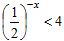 (1/2)^{-x} < 4